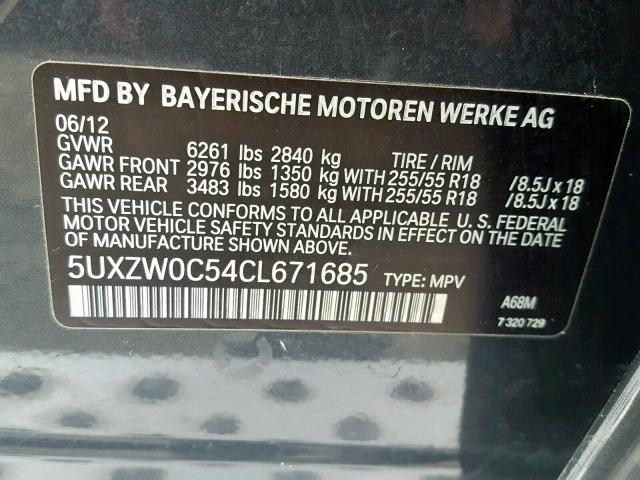 MFD BY BAYERISCHE MOTOREN WERKE AG
06/12
GVWR 6261 lbs 2840 kg TIRE / RIM
GAWR FRONT 2976 lbs 1350 kg WITH 255/55 R18 /8.5J x 18
GAWR REAR 3483 lbs 1580 kg WITH 255/55 R18 /8.5J x 18
THIS VEHICLE CONFORMS TO ALL APPLICABLE U. S. FEDERAL
MOTOR VEHICLE SAFETY STANDARDS IN EFFECT ON THE DATE
OF MANUFACTURE SHOWN ABOVE.
5UXZW0C54CL671685 TYPE: MPV
A68M
7 320 729